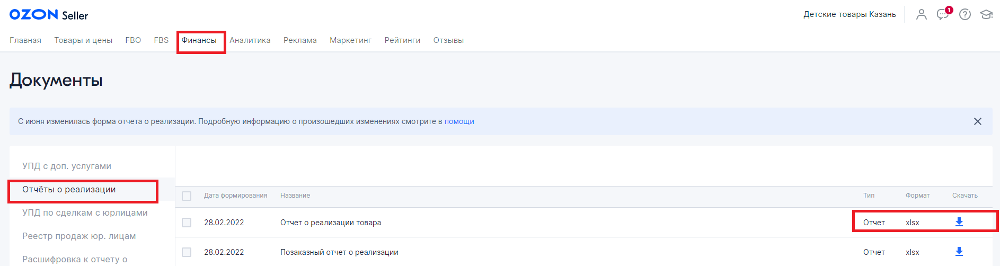 OZON Seller
Детские товары Казань
1
Главная Товары и цены FBO FBS Финансы Аналитика Реклама Маркетинг Рейтинги Отзывы
Документы
С июня изменилась форма отчета о реализации. Подробную информацию о произошедших изменениях смотрите в помощи
УПД с доп. услугами
Отчёты о реализации
УПД по сделкам с юрлицами
Реестр продаж юр. лицам
Расшифровка к отчету о
Дата формирования Название Тип Формат Скачать
28.02.2022 Отчет о реализации товара Отчет xlsx
28.02.2022 Позаказный отчет о реализации Отчет xlsx